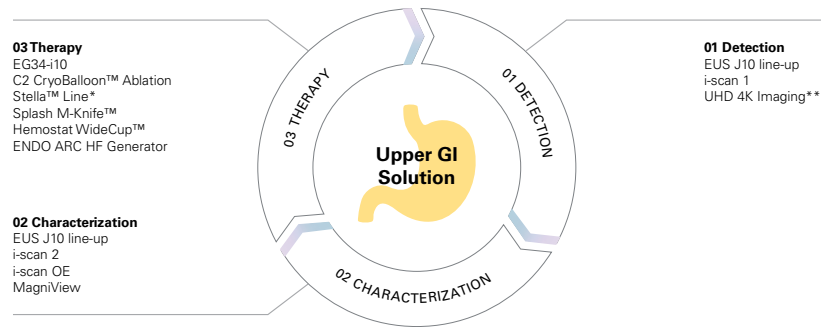 03 Therapy
EG34-i10
C2 CryoBalloon™ Ablation
Stella™ Line*
Splash M-Knife™
Hemostat WideCup™
ENDO ARC HF Generator
01 Detection
EUS J10 line-up
i-scan 1
UHD 4K Imaging**
03 THERAPY
01 DETECTION
Upper GI
Solution
02 Characterization
EUS J10 line-up
i-scan 2
i-scan OE
MagniView
02 CHARACTERIZATION